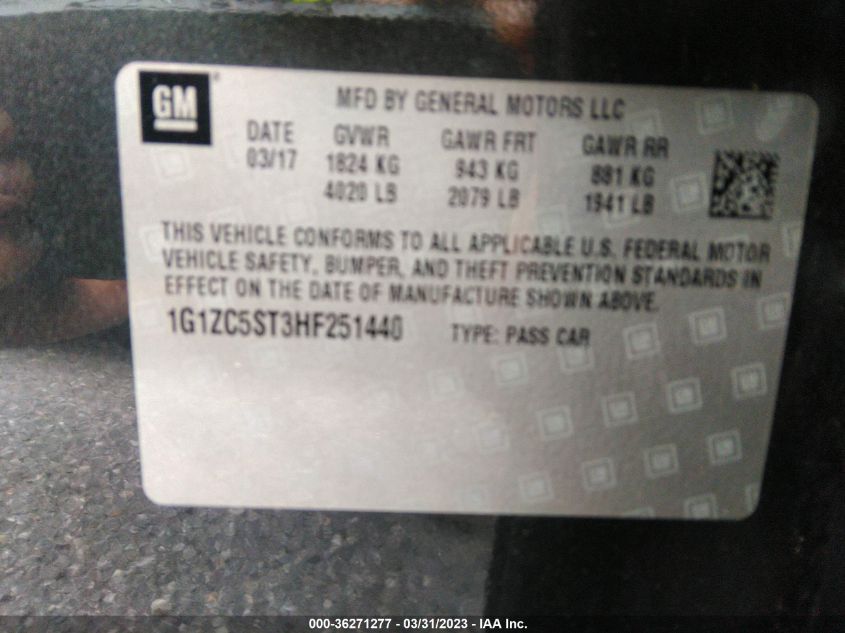 GM
MFD BY GENERAL MOTORS LLC
DATE GVWR GAWR FRT GAWR RR
03/17 1824 KG 943 KG 881 KG
4020 LB 2079 LB 1941 LB
THIS VEHICLE CONFORMS TO ALL APPLICABLE U.S. FEDERAL MOTOR
VEHICLE SAFETY, BUMPER, AND THEFT PREVENTION STANDARDS IN
EFFECT ON THE DATE OF MANUFACTURE SHOWN ABOVE.
1G1ZC5ST3HF251440 TYPE: PASS CAR
000-36271277 - 03/31/2023 - IAA Inc.